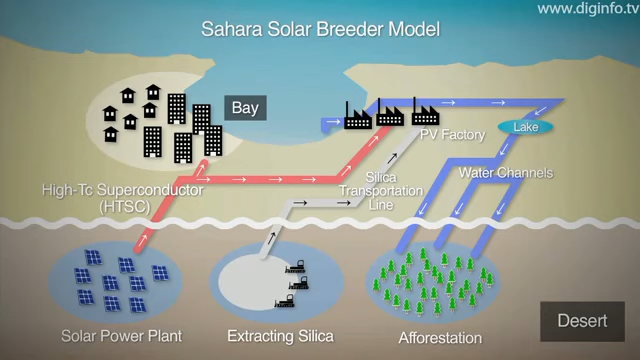 www.diginfo.tv
Sahara Solar Breeder Model
Bay
PV Factory
Lake
High-Tc Superconductor
(HTSC)
Silica
Transportation
Line
Water Channels
Solar Power Plant
Extracting Silica
Afforestation
Desert